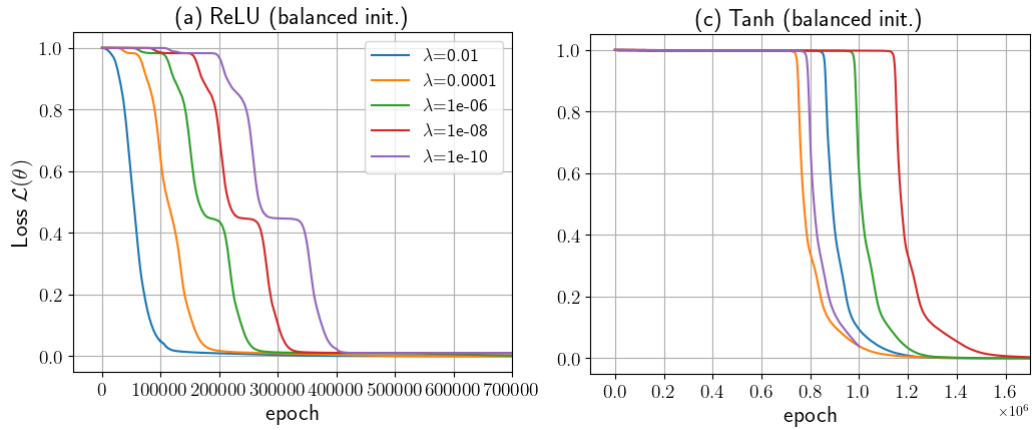 (a) ReLU (balanced init.)
1.0
0.8
0.6
0.4
0.2
0.0
Loss ℒ(θ)
λ=0.01
λ=0.0001
λ=1e-06
λ=1e-08
λ=1e-10
0 100000 200000 300000 400000 500000 600000 700000
epoch
(c) Tanh (balanced init.)
1.0
0.8
0.6
0.4
0.2
0.0
0.0 0.2 0.4 0.6 0.8 1.0 1.2 1.4 1.6
×10⁶
epoch